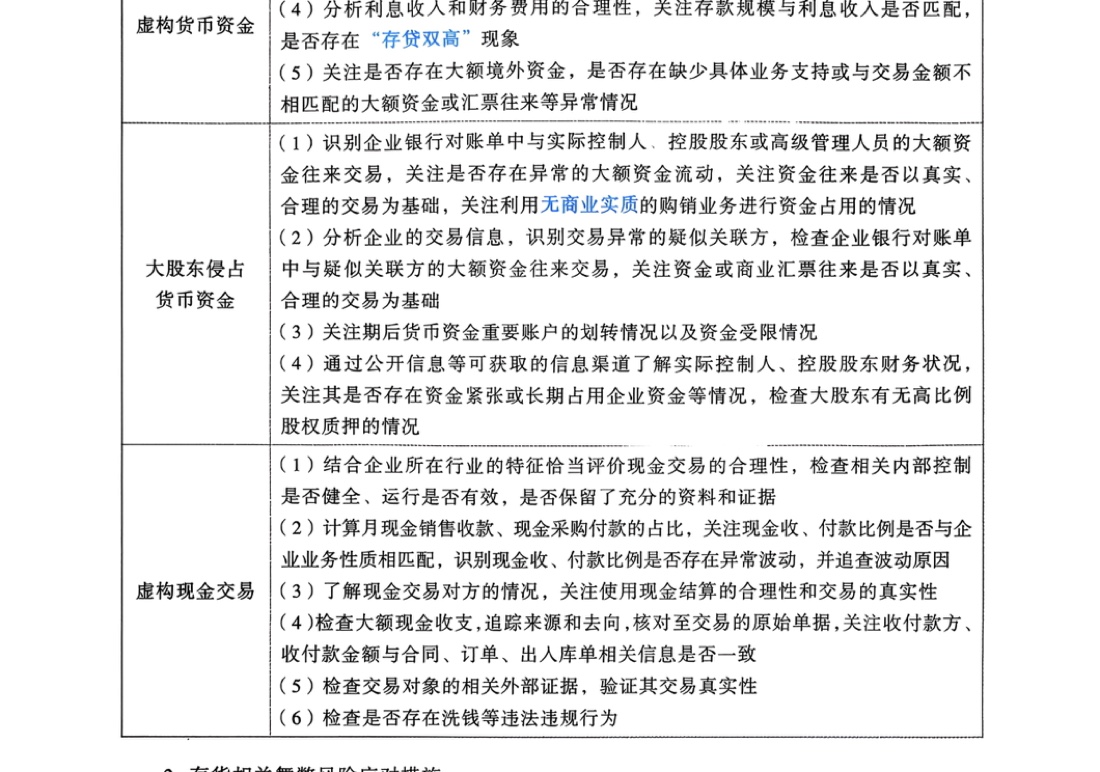 虚构货币资金
（4）分析利息收入和财务费用的合理性，关注存款规模与利息收入是否匹配，
是否存在“存贷双高”现象
（5）关注是否存在大额境外资金，是否存在缺少具体业务支持或与交易金额不
相匹配的大额资金或汇票往来等异常情况
大股东侵占
货币资金
（1）识别企业银行对账单中与实际控制人、控股股东或高级管理人员的大额资
金往来交易，关注是否存在异常的大额资金流动，关注资金往来是否以真实、
合理的交易为基础，关注利用无商业实质的购销业务进行资金占用的情况
（2）分析企业的交易信息，识别交易异常的疑似关联方，检查企业银行对账单
中与疑似关联方的大额资金往来交易，关注资金或商业汇票往来是否以真实、
合理的交易为基础
（3）关注期后货币资金重要账户的划转情况以及资金受限情况
（4）通过公开信息等可获取的信息渠道了解实际控制人、控股股东财务状况，
关注其是否存在资金紧张或长期占用企业资金等情况，检查大股东有无高比例
股权质押的情况
虚构现金交易
（1）结合企业所在行业的特征恰当评价现金交易的合理性，检查相关内部控制
是否健全、运行是否有效，是否保留了充分的资料和证据
（2）计算月现金销售收款、现金采购付款的占比，关注现金收、付款比例是否与企
业业务性质相匹配，识别现金收、付款比例是否存在异常波动，并追查波动原因
（3）了解现金交易对方的情况，关注使用现金结算的合理性和交易的真实性
（4）检查大额现金收支，追踪来源和去向，核对至交易的原始单据，关注收付款方、
收付款金额与合同、订单、出入库单相关信息是否一致
（5）检查交易对象的相关外部证据，验证其交易真实性
（6）检查是否存在洗钱等违法违规行为